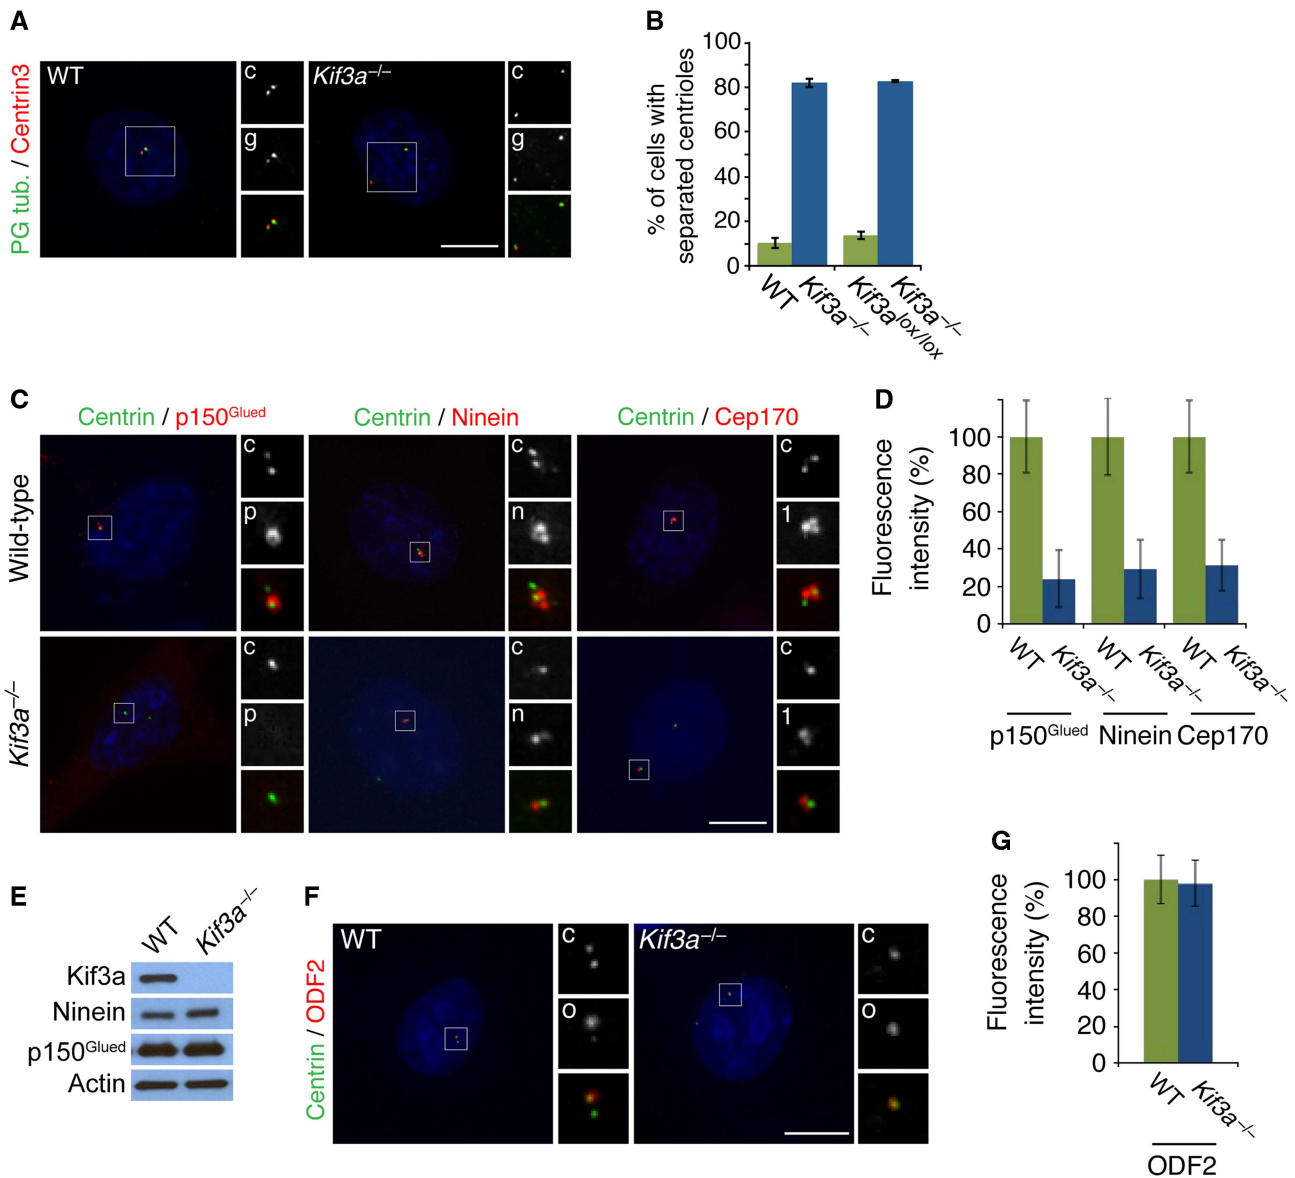 A
PG tub. / Centrin3
WT
c
g
Kif3a–/–
c
g
B
% of cells with
separated centrioles
100
80
60
40
20
0
WT
Kif3a–/–
Kif3alox/lox
Kif3a–/–
C
Centrin / p150Glued
Centrin / Ninein
Centrin / Cep170
Wild-type
c
p
c
n
c
1
Kif3a–/–
c
p
c
n
c
1
D
Fluorescence
intensity (%)
100
80
60
40
20
0
WT
Kif3a–/–
WT
Kif3a–/–
WT
Kif3a–/–
p150Glued
Ninein
Cep170
E
WT
Kif3a–/–
Kif3a
Ninein
p150Glued
Actin
F
Centrin / ODF2
WT
c
o
Kif3a–/–
c
o
G
Fluorescence
intensity (%)
100
80
60
40
20
0
WT
Kif3a–/–
ODF2